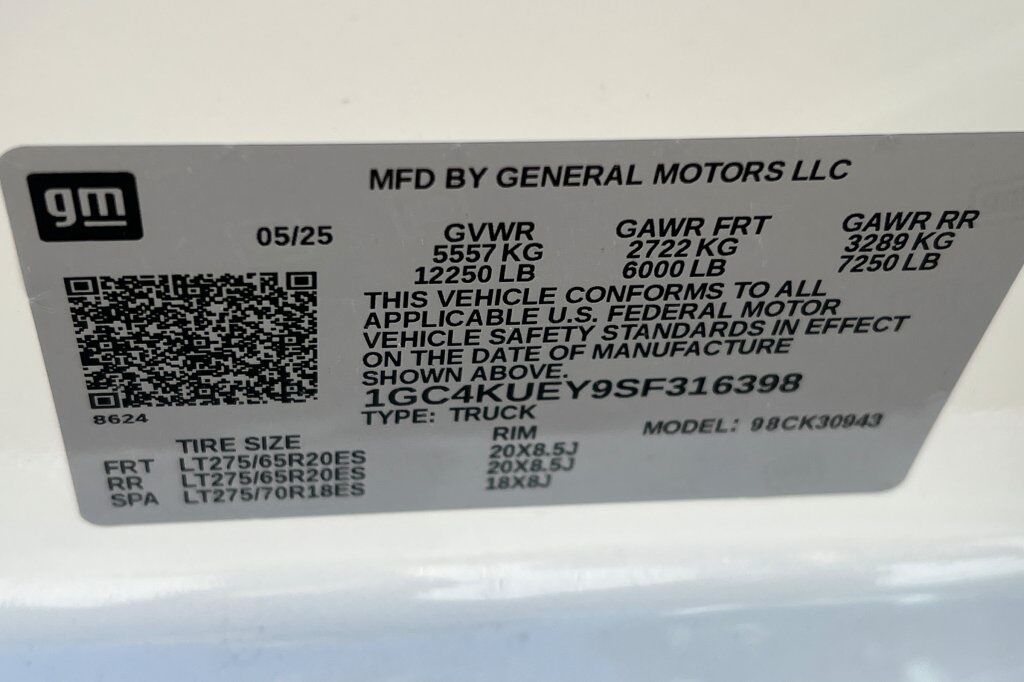 gm
MFD BY GENERAL MOTORS LLC
05/25 GVWR GAWR FRT GAWR RR
5557 KG 2722 KG 3289 KG
12250 LB 6000 LB 7250 LB
THIS VEHICLE CONFORMS TO ALL
APPLICABLE U.S. FEDERAL MOTOR
VEHICLE SAFETY STANDARDS IN EFFECT
ON THE DATE OF MANUFACTURE
SHOWN ABOVE.
1GC4KUEY9SF316398
8624
TYPE: TRUCK MODEL: 98CK30943
TIRE SIZE RIM
FRT LT275/65R20ES 20X8.5J
RR LT275/65R20ES 20X8.5J
SPA LT275/70R18ES 18X8J